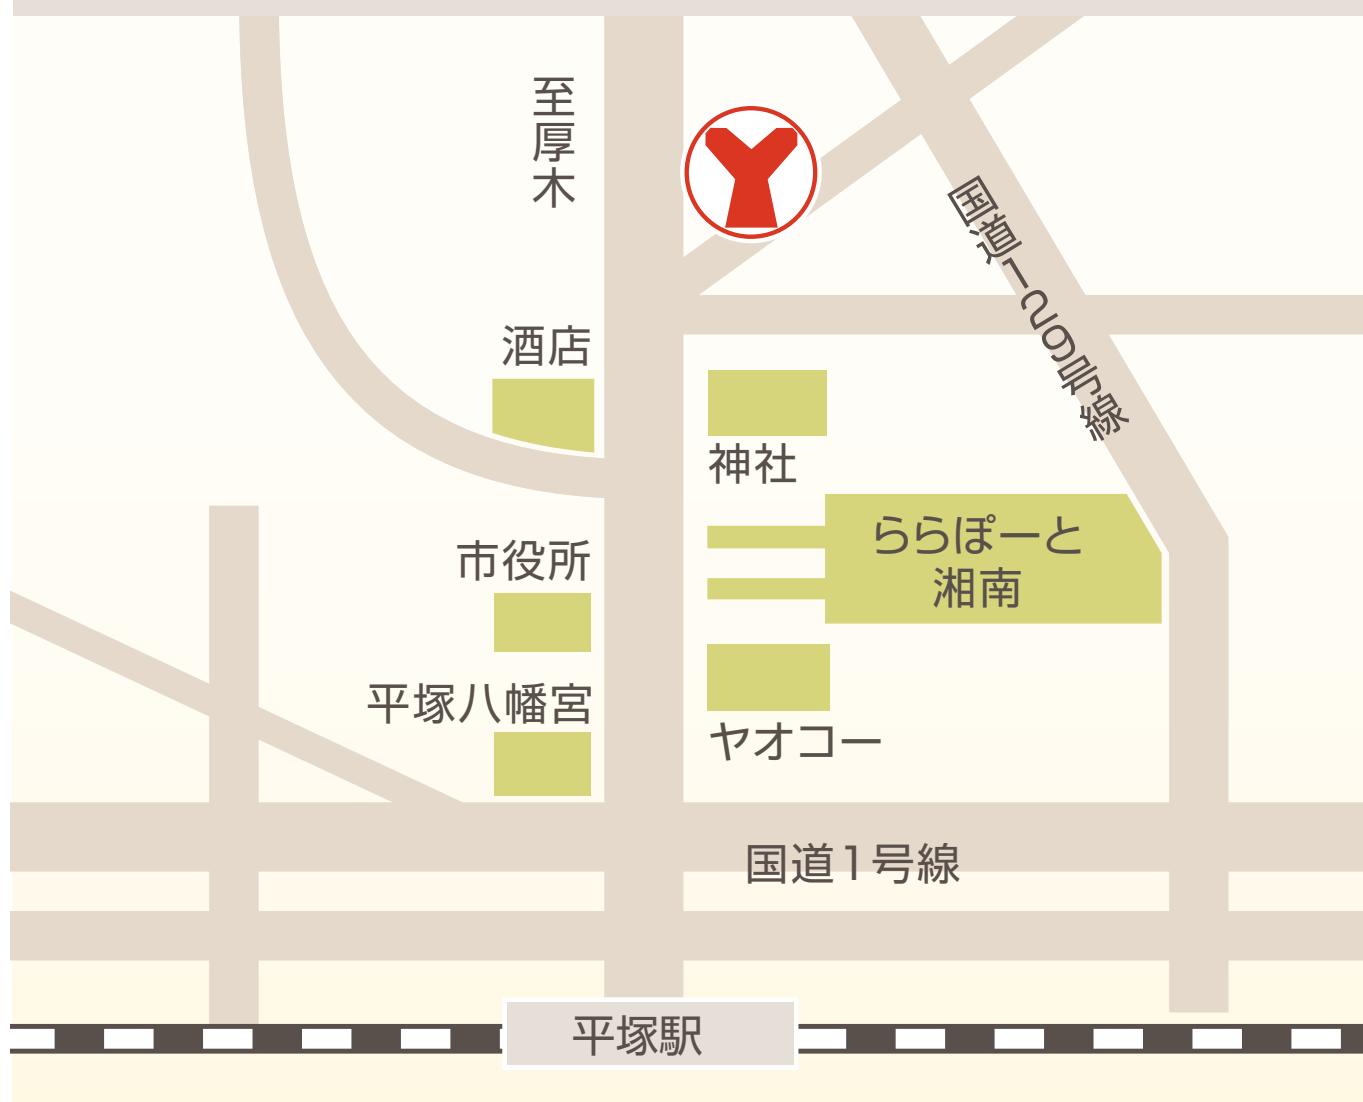 至厚木
国道129号線
酒店
神社
ららぽーと
湘南
市役所
平塚八幡宮
ヤオコー
国道1号線
平塚駅